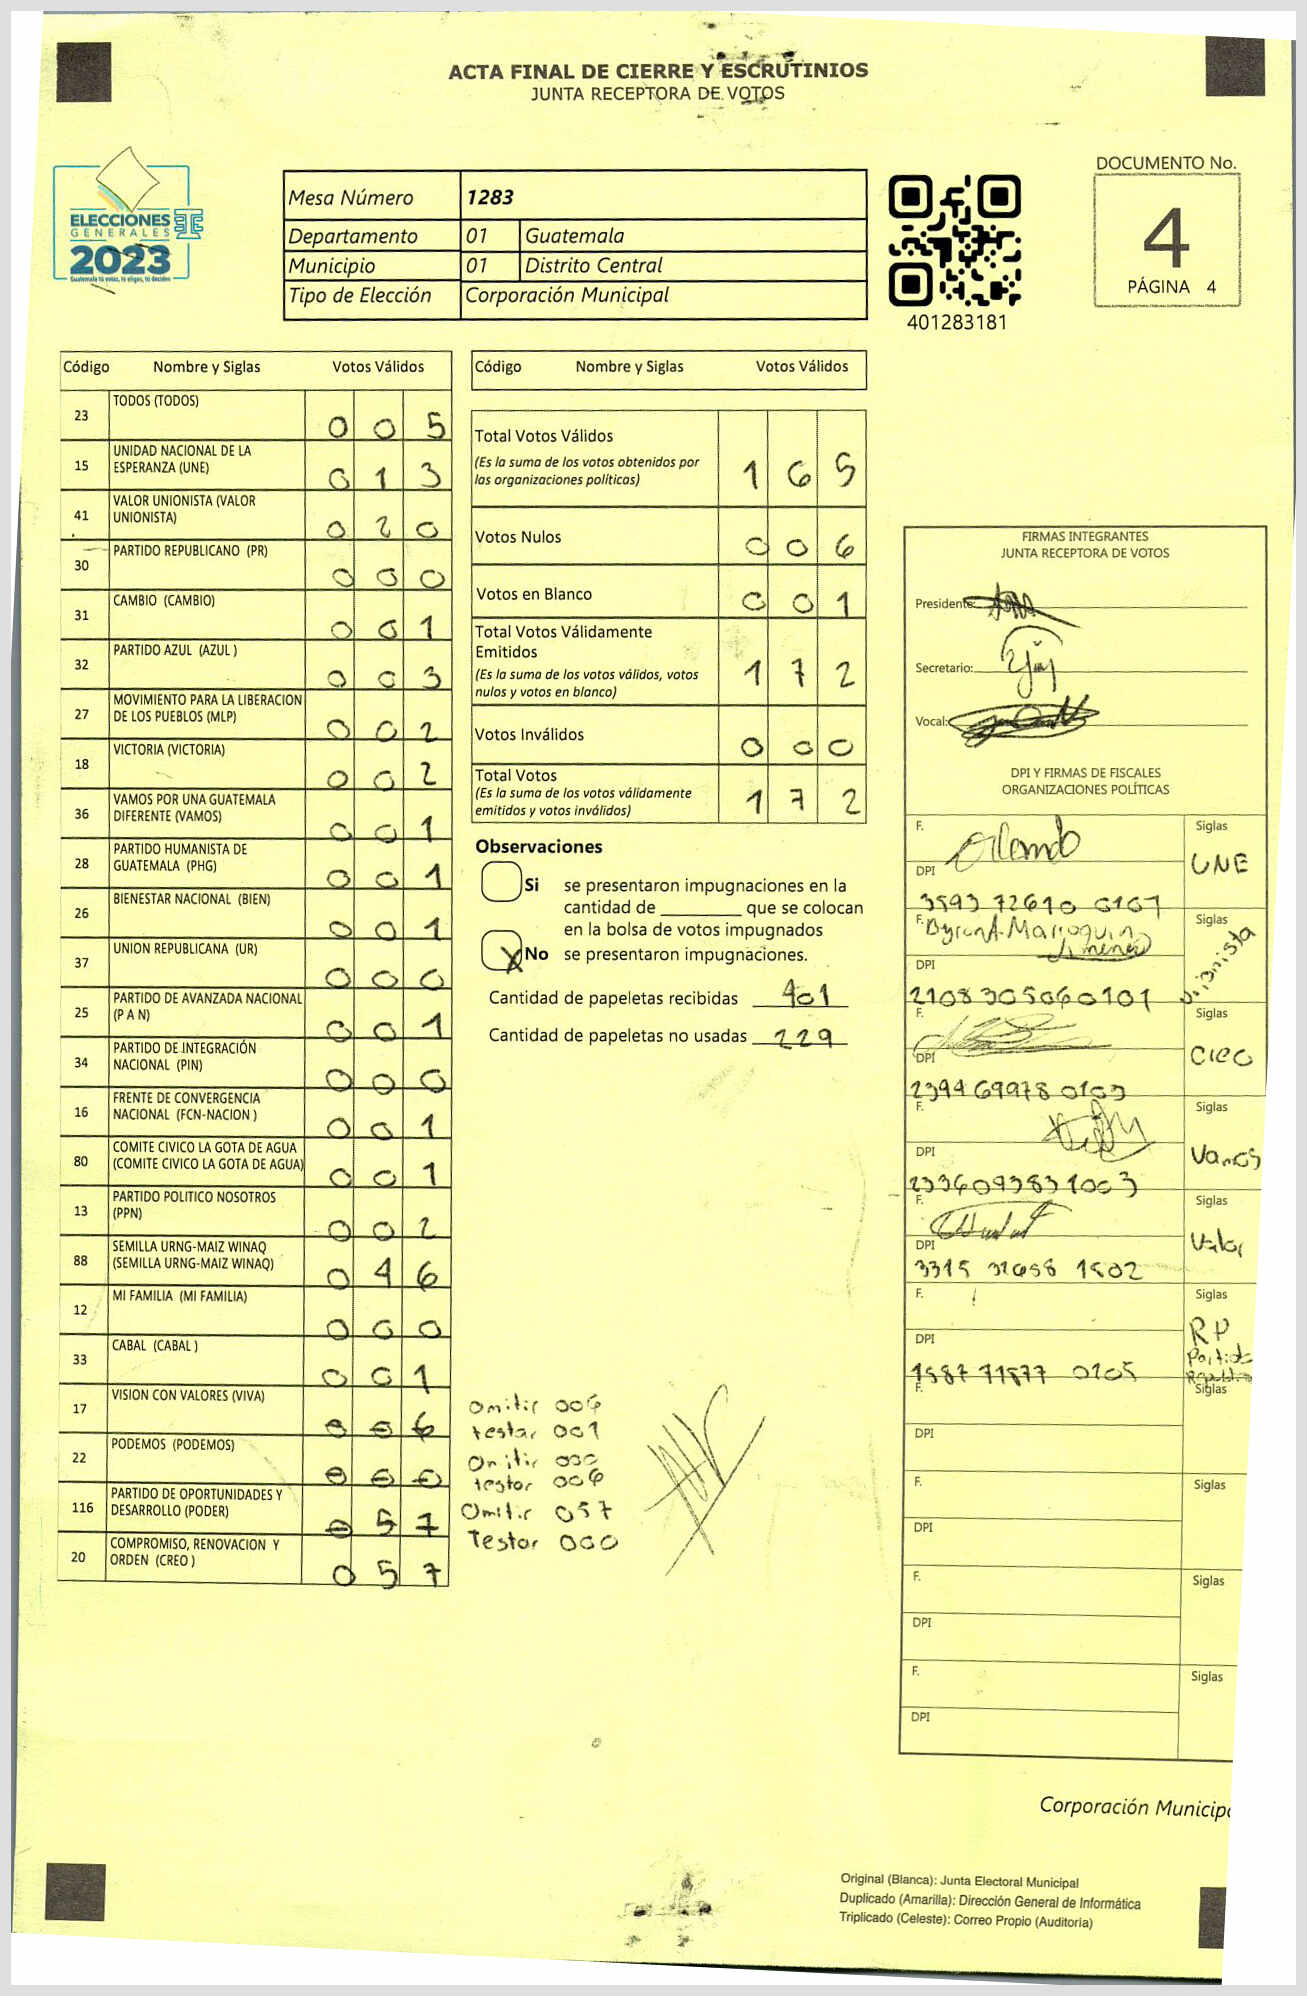 ACTA FINAL DE CIERRE Y ESCRUTINIOS
JUNTA RECEPTORA DE VOTOS
ELECCIONES
GENERALES
2023
Guatemala tú votas, tú eliges, tú decides
Mesa Número 1283
Departamento 01 Guatemala
Municipio 01 Distrito Central
Tipo de Elección Corporación Municipal
401283181
DOCUMENTO No.
4
PÁGINA 4
Código Nombre y Siglas Votos Válidos
23 TODOS (TODOS) 0 0 5
15 UNIDAD NACIONAL DE LA ESPERANZA (UNE) 0 1 3
41 VALOR UNIONISTA (VALOR UNIONISTA) 0 2 0
30 PARTIDO REPUBLICANO (PR) 0 0 0
31 CAMBIO (CAMBIO) 0 0 1
32 PARTIDO AZUL (AZUL ) 0 0 3
27 MOVIMIENTO PARA LA LIBERACION DE LOS PUEBLOS (MLP) 0 0 2
18 VICTORIA (VICTORIA) 0 0 2
36 VAMOS POR UNA GUATEMALA DIFERENTE (VAMOS) 0 0 1
28 PARTIDO HUMANISTA DE GUATEMALA (PHG) 0 0 1
26 BIENESTAR NACIONAL (BIEN) 0 0 1
37 UNION REPUBLICANA (UR) 0 0 0
25 PARTIDO DE AVANZADA NACIONAL (P A N) 0 0 1
34 PARTIDO DE INTEGRACIÓN NACIONAL (PIN) 0 0 0
16 FRENTE DE CONVERGENCIA NACIONAL (FCN-NACION ) 0 0 1
80 COMITE CIVICO LA GOTA DE AGUA (COMITE CIVICO LA GOTA DE AGUA) 0 0 1
13 PARTIDO POLITICO NOSOTROS (PPN) 0 0 2
88 SEMILLA URNG-MAIZ WINAQ (SEMILLA URNG-MAIZ WINAQ) 0 4 6
12 MI FAMILIA (MI FAMILIA) 0 0 0
33 CABAL (CABAL ) 0 0 1
17 VISION CON VALORES (VIVA) 0 0 6
22 PODEMOS (PODEMOS) 0 0 0
116 PARTIDO DE OPORTUNIDADES Y DESARROLLO (PODER) 0 5 7
20 COMPROMISO, RENOVACION Y ORDEN (CREO ) 0 5 7
Código Nombre y Siglas Votos Válidos
Total Votos Válidos 1 6 5
(Es la suma de los votos obtenidos por
las organizaciones políticas)
Votos Nulos 0 0 6
Votos en Blanco 0 0 1
Total Votos Válidamente
Emitidos 1 7 2
(Es la suma de los votos válidos, votos
nulos y votos en blanco)
Votos Inválidos 0 0 0
Total Votos 1 7 2
(Es la suma de los votos válidamente
emitidos y votos inválidos)
Observaciones
Si se presentaron impugnaciones en la
cantidad de ________ que se colocan
en la bolsa de votos impugnados
X No se presentaron impugnaciones.
Cantidad de papeletas recibidas 401
Cantidad de papeletas no usadas 229
Omitir 006
testar 001
Omitir 000
testar 006
Omitir 057
Testar 000
FIRMAS INTEGRANTES
JUNTA RECEPTORA DE VOTOS
Presidente:
Secretario:
Vocal:
DPI Y FIRMAS DE FISCALES
ORGANIZACIONES POLÍTICAS
F. Orlando Siglas UNE
DPI 3593 72610 0101
F. Byron A. Marroquin Jimenez Siglas Unionista
DPI 2108305060101
F. Siglas CREO
DPI 2394 69978 0103
F. Siglas Vamos
DPI 2336093831003
F. Siglas Valor
DPI 3315 31658 1502
F. Siglas RP Partido Republicano
DPI 1587 71577 0105
F. Siglas
DPI
F. Siglas
DPI
F. Siglas
DPI
F. Siglas
DPI
Corporación Municip
Original (Blanca): Junta Electoral Municipal
Duplicado (Amarilla): Dirección General de Informática
Triplicado (Celeste): Correo Propio (Auditoria)